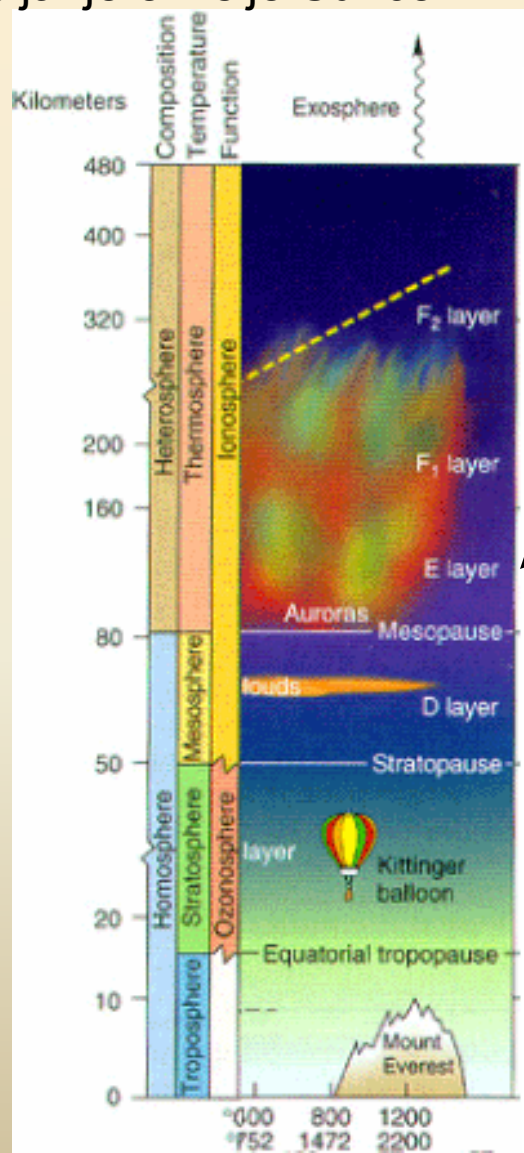 Kilometers
Composition
Temperature
Function
Exosphere
480
400
320
200
160
80
50
20
10
0
Heterosphere
Homosphere
Thermosphere
Mesosphere
Stratosphere
Troposphere
Ionosphere
Ozonosphere
F₂ layer
F₁ layer
E layer
Auroras
Mesopause
louds
D layer
Stratopause
layer
Kittinger
balloon
Equatorial tropopause
Mount
Everest
800 1200
1472 2200